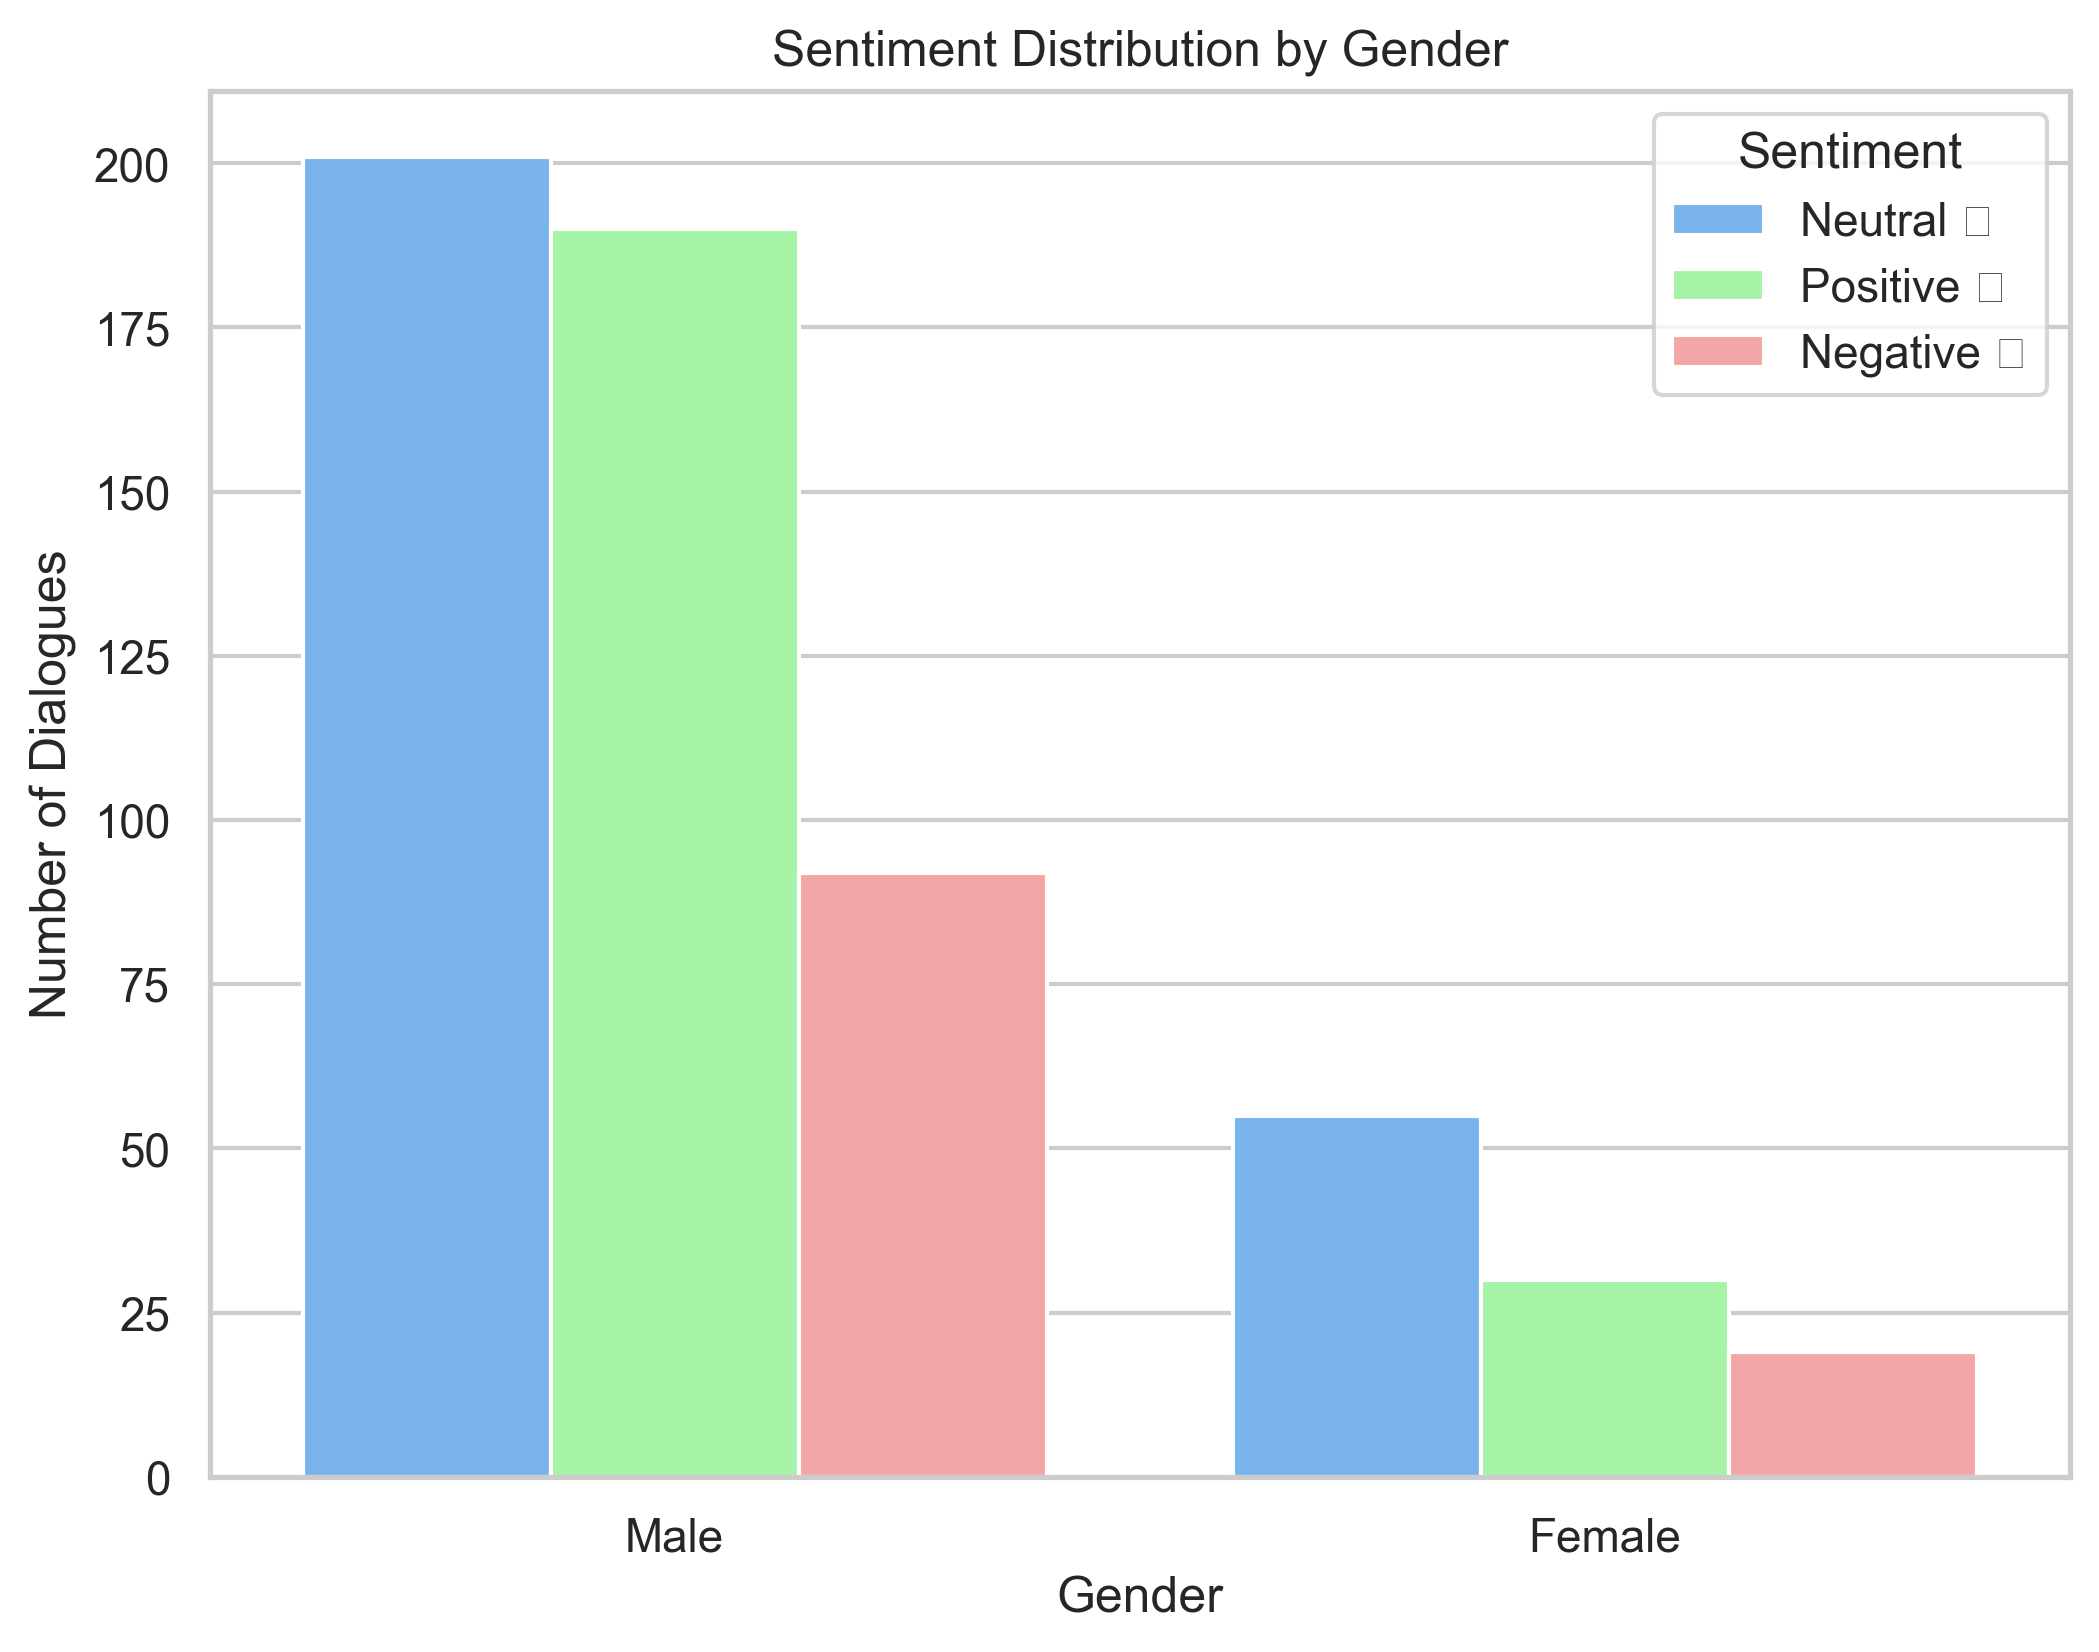 Sentiment Distribution by Gender
Sentiment
Neutral
Positive
Negative
200
175
150
125
100
75
50
25
0
Number of Dialogues
Male
Female
Gender